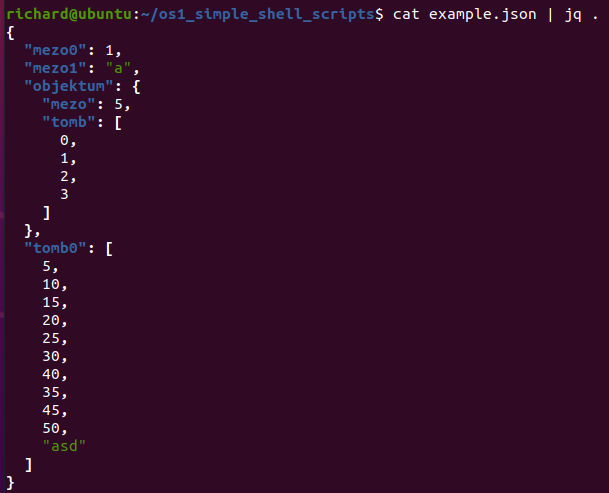 richard@ubuntu:~/os1_simple_shell_scripts$ cat example.json | jq .
{
  "mezo0": 1,
  "mezo1": "a",
  "objektum": {
    "mezo": 5,
    "tomb": [
      0,
      1,
      2,
      3
    ]
  },
  "tomb0": [
    5,
    10,
    15,
    20,
    25,
    30,
    40,
    35,
    45,
    50,
    "asd"
  ]
}